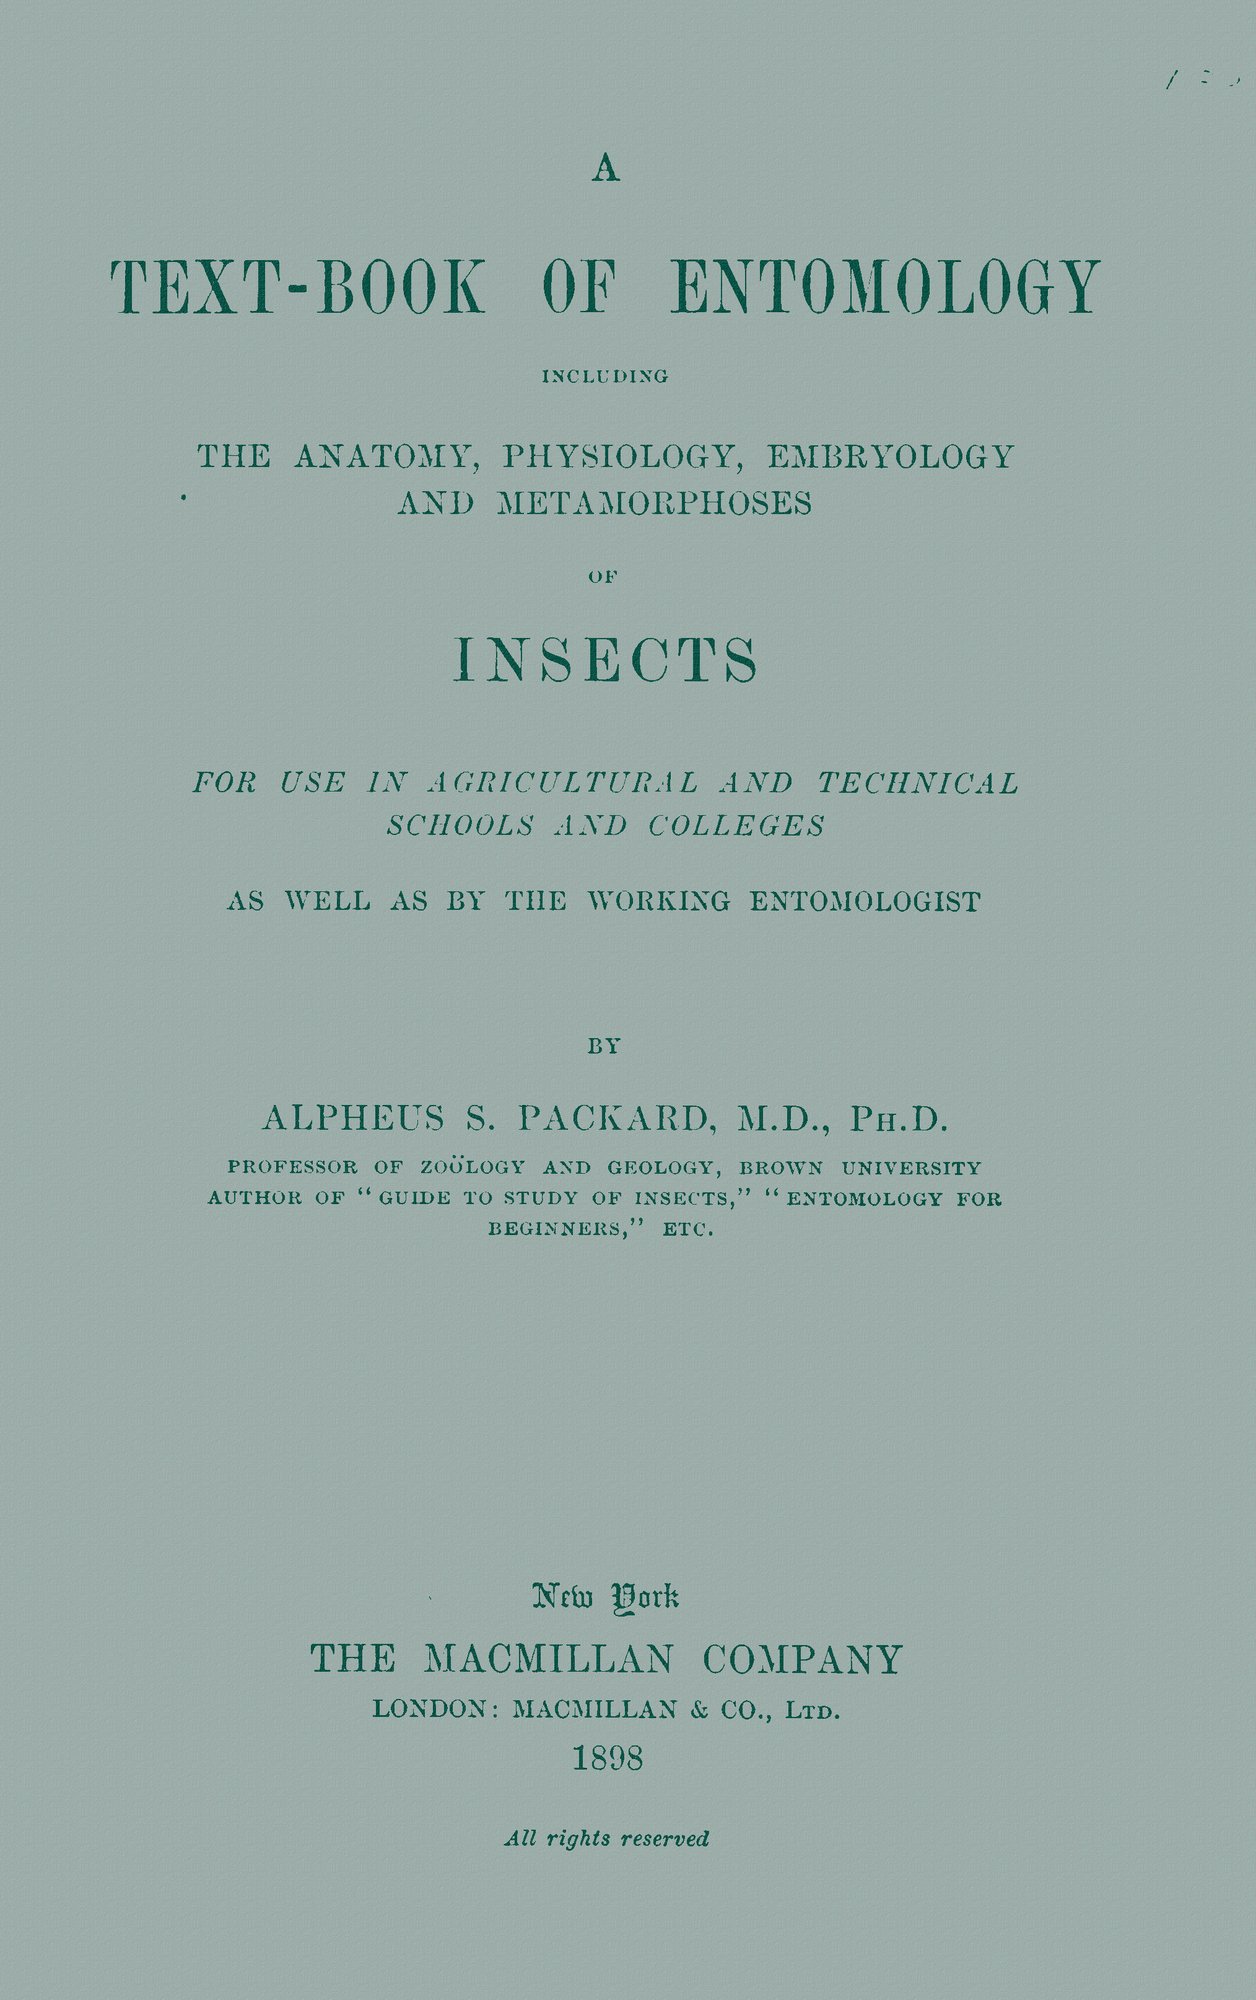 A
TEXT-BOOK OF ENTOMOLOGY
INCLUDING
THE ANATOMY, PHYSIOLOGY, EMBRYOLOGY
AND METAMORPHOSES
OF
INSECTS
FOR USE IN AGRICULTURAL AND TECHNICAL
SCHOOLS AND COLLEGES
AS WELL AS BY THE WORKING ENTOMOLOGIST
BY
ALPHEUS S. PACKARD, M.D., PH.D.
PROFESSOR OF ZOÖLOGY AND GEOLOGY, BROWN UNIVERSITY
AUTHOR OF "GUIDE TO STUDY OF INSECTS," "ENTOMOLOGY FOR
BEGINNERS," ETC.
New York
THE MACMILLAN COMPANY
LONDON: MACMILLAN & CO., LTD.
1898
All rights reserved